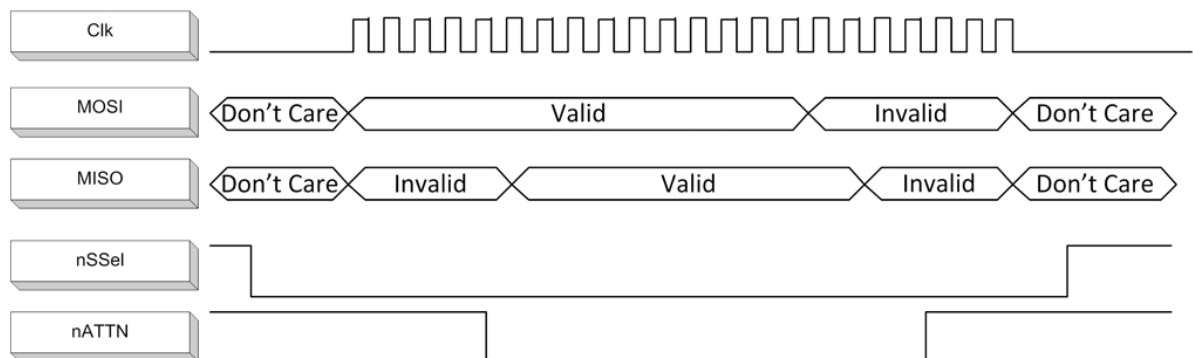 Clk
MOSI
Don't Care Valid Invalid Don't Care
MISO
Don't Care Invalid Valid Invalid Don't Care
nSSel
nATTN